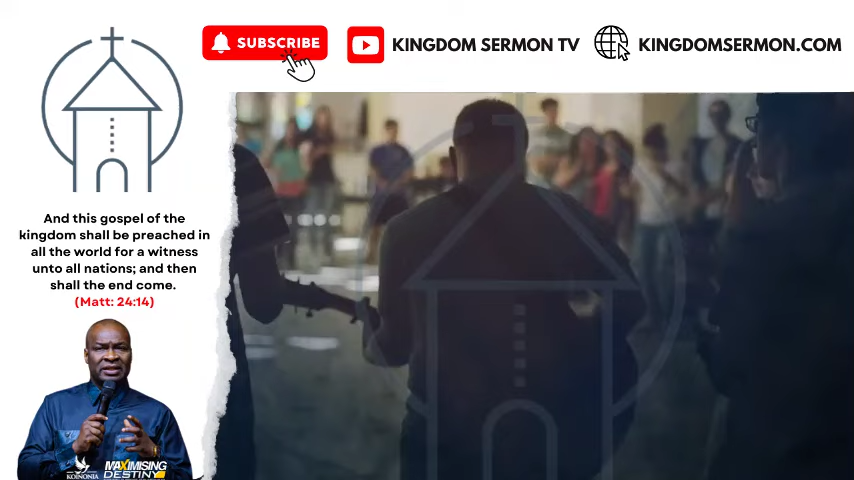 SUBSCRIBE
KINGDOM SERMON TV
KINGDOMSERMON.COM
And this gospel of the
kingdom shall be preached in
all the world for a witness
unto all nations; and then
shall the end come.
(Matt: 24:14)
KOINONIA
MAXIMISING
DESTINY